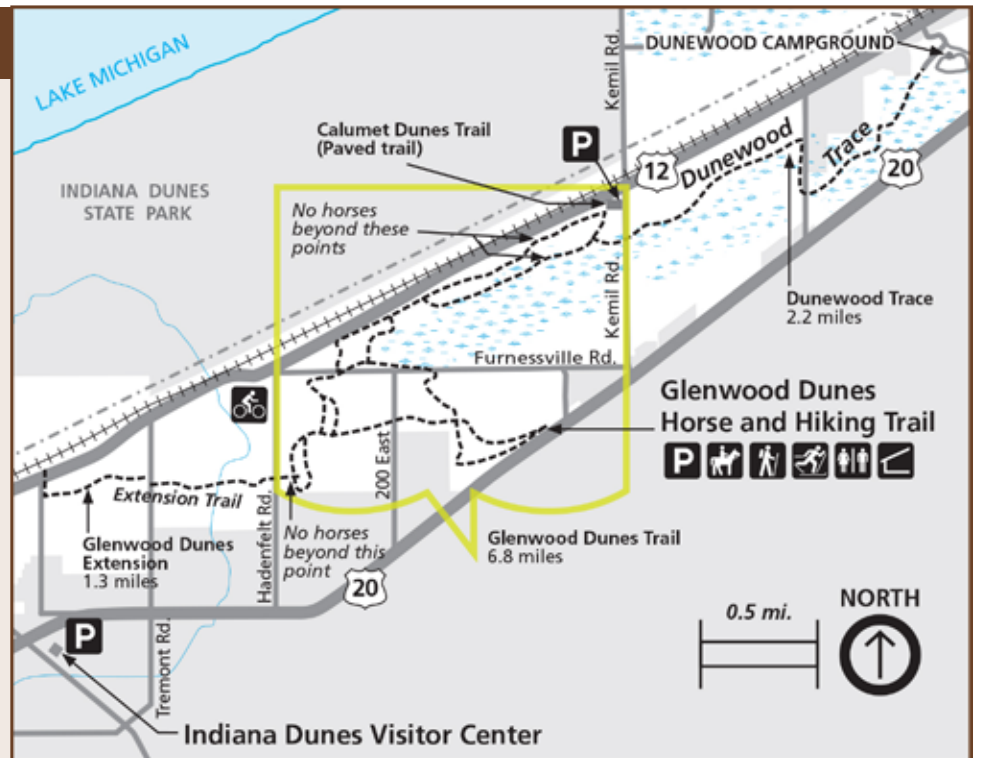 LAKE MICHIGAN
DUNEWOOD CAMPGROUND
Kemil Rd.
Calumet Dunes Trail
(Paved trail)
P
12
Dunewood
Trace
20
INDIANA DUNES
STATE PARK
No horses
beyond these
points
Kemil Rd.
Dunewood Trace
2.2 miles
Furnessville Rd.
Glenwood Dunes
Horse and Hiking Trail
P
200 East
Extension Trail
Hadenfelt Rd.
No horses
beyond this
point
Glenwood Dunes
Extension
1.3 miles
Glenwood Dunes Trail
6.8 miles
20
0.5 mi.
NORTH
P
Tremont Rd.
Indiana Dunes Visitor Center